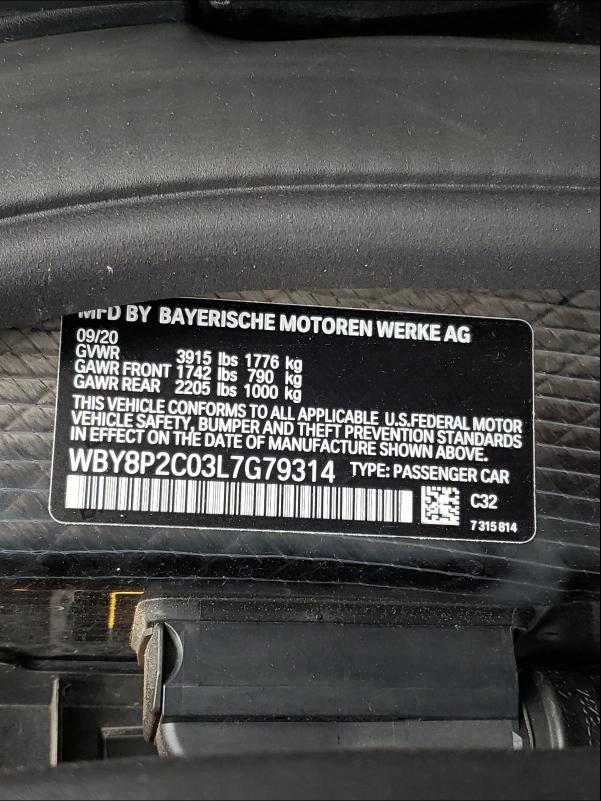 MFD BY BAYERISCHE MOTOREN WERKE AG
09/20
GVWR 3915 lbs 1776 kg
GAWR FRONT 1742 lbs 790 kg
GAWR REAR 2205 lbs 1000 kg
THIS VEHICLE CONFORMS TO ALL APPLICABLE U.S.FEDERAL MOTOR
VEHICLE SAFETY, BUMPER AND THEFT PREVENTION STANDARDS
IN EFFECT ON THE DATE OF MANUFACTURE SHOWN ABOVE.
WBY8P2C03L7G79314 TYPE: PASSENGER CAR
C32
7 315 814